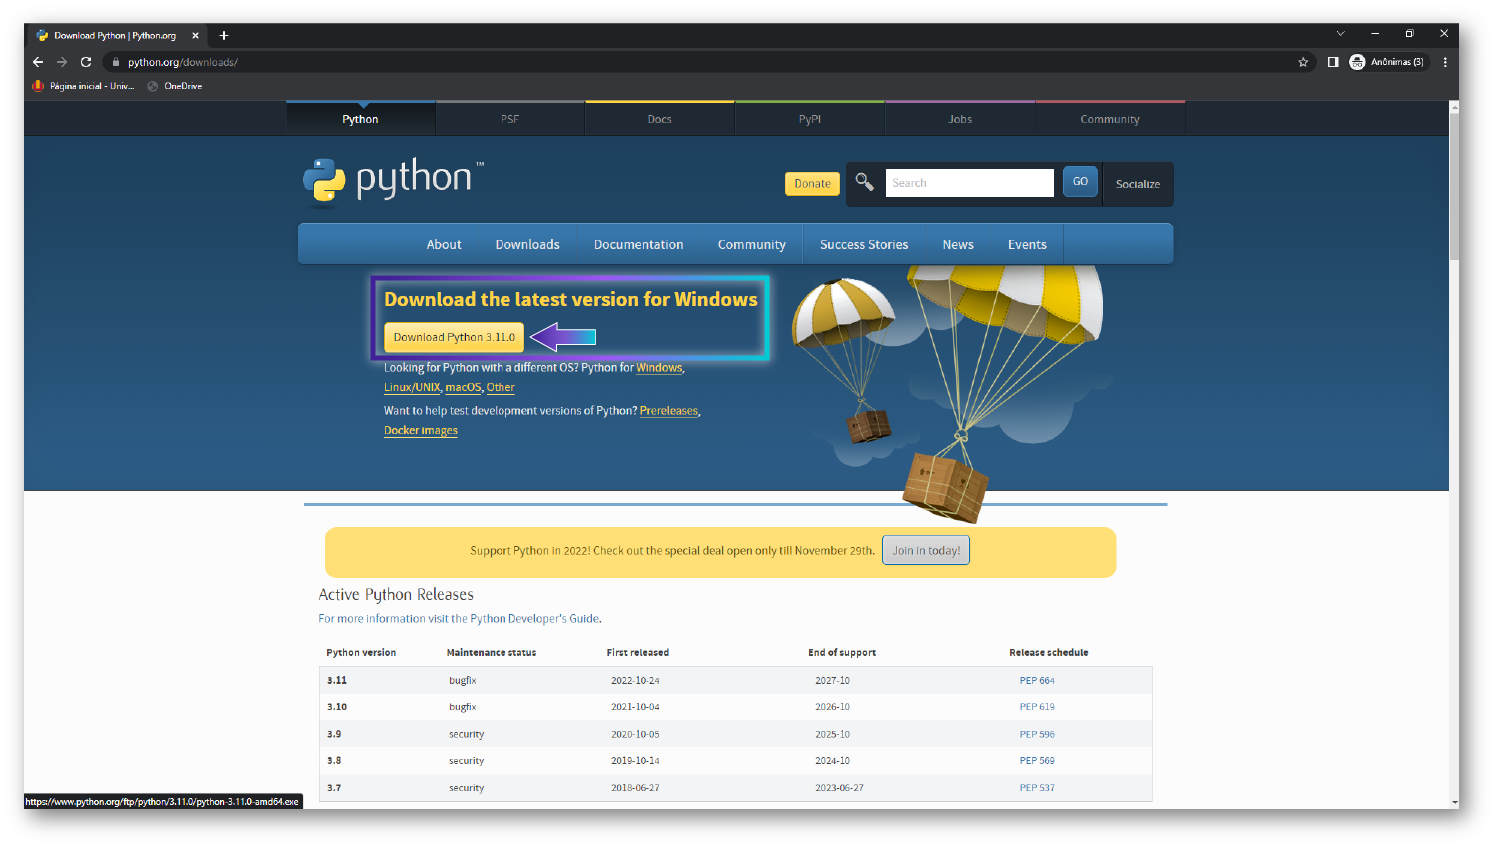 Download Python | Python.org
python.org/downloads/
Anônimas (3)
Página inicial - Univ...
OneDrive
Python
PSF
Docs
PyPI
Jobs
Community
python™
Donate
Search
GO
Socialize
About
Downloads
Documentation
Community
Success Stories
News
Events
Download the latest version for Windows
Download Python 3.11.0
Looking for Python with a different OS? Python for Windows,
Linux/UNIX, macOS, Other
Want to help test development versions of Python? Prereleases,
Docker images
Support Python in 2022! Check out the special deal open only till November 29th. Join in today!
Active Python Releases
For more information visit the Python Developer's Guide.
Python version Maintenance status First released End of support Release schedule
3.11 bugfix 2022-10-24 2027-10 PEP 664
3.10 bugfix 2021-10-04 2026-10 PEP 619
3.9 security 2020-10-05 2025-10 PEP 596
3.8 security 2019-10-14 2024-10 PEP 569
3.7 security 2018-06-27 2023-06-27 PEP 537
https://www.python.org/ftp/python/3.11.0/python-3.11.0-amd64.exe